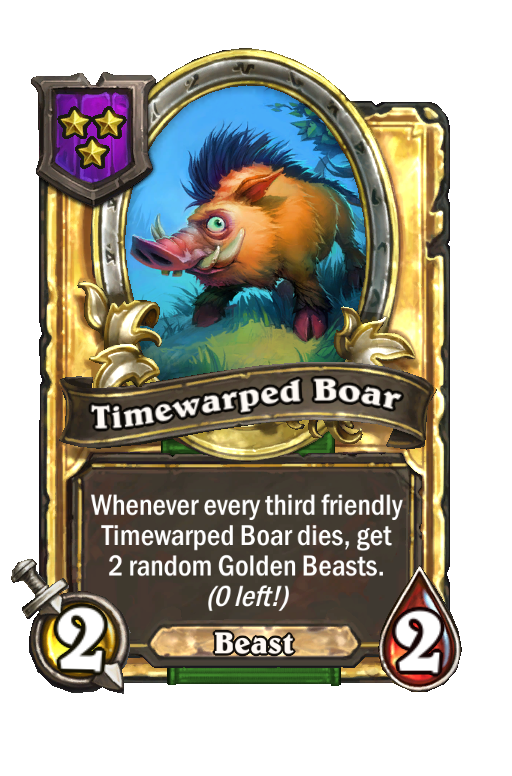 Timewarped Boar
Whenever every third friendly
Timewarped Boar dies, get
2 random Golden Beasts.
(0 left!)
2
Beast
2